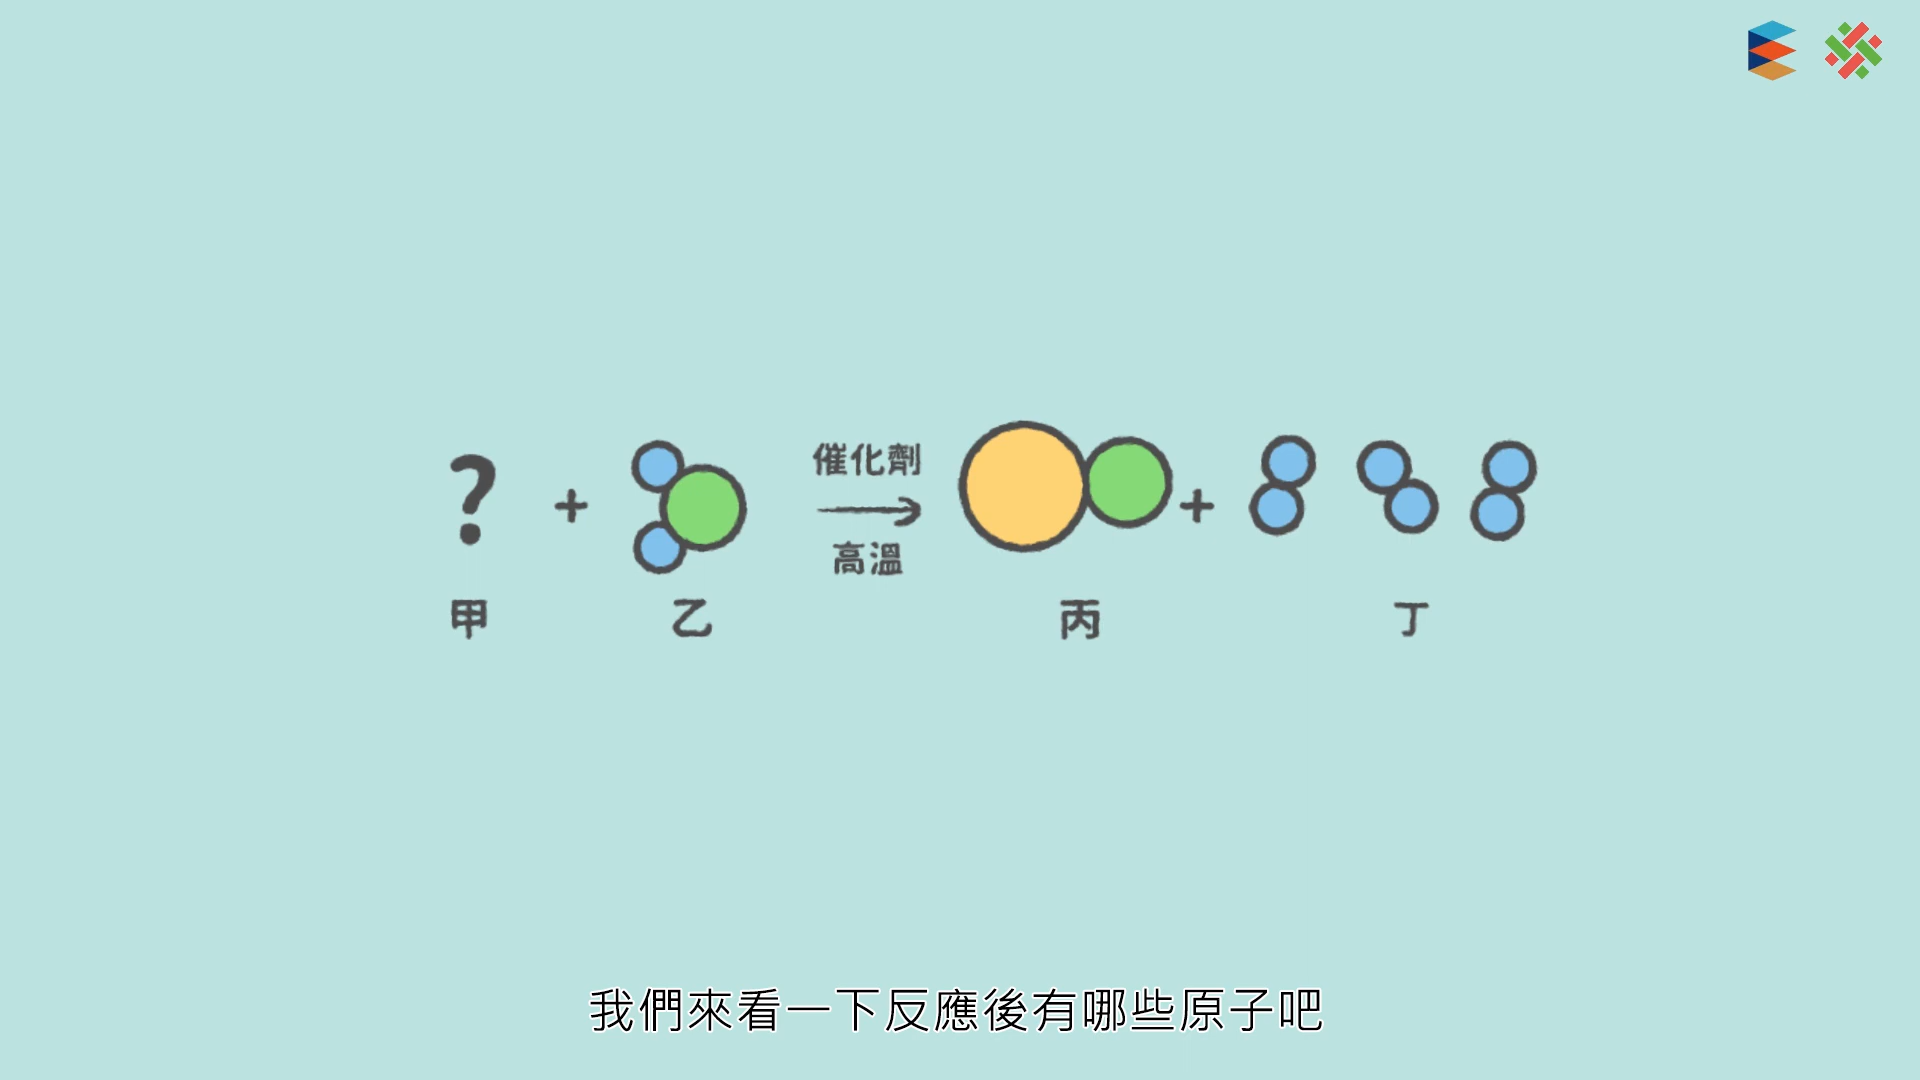 催化劑
? + → +
高溫
甲 乙 丙 丁
我們來看一下反應後有哪些原子吧